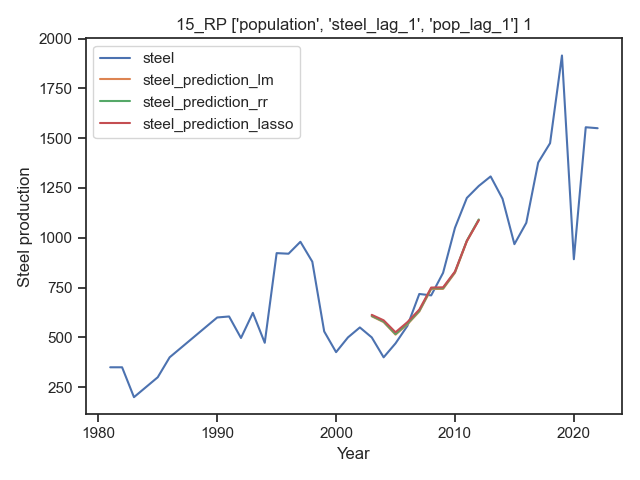 15_RP ['population', 'steel_lag_1', 'pop_lag_1'] 1
2000
1750
1500
1250
1000
750
500
250
Steel production
steel
steel_prediction_lm
steel_prediction_rr
steel_prediction_lasso
1980
1990
2000
2010
2020
Year